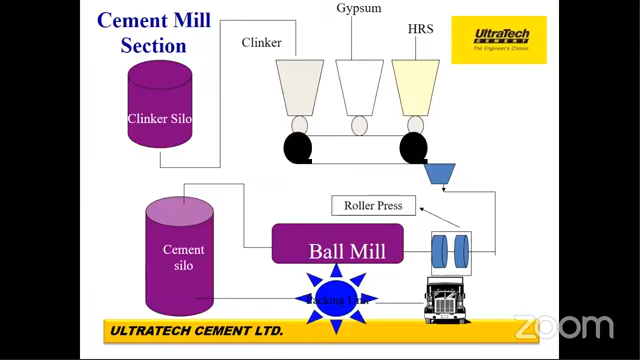 Cement Mill
Section
Gypsum
Clinker
HRS
UltraTech
CEMENT
The Engineer's Choice
Clinker Silo
Roller Press
Cement
silo
Ball Mill
Packing Unit
ULTRATECH CEMENT LTD.
zoom